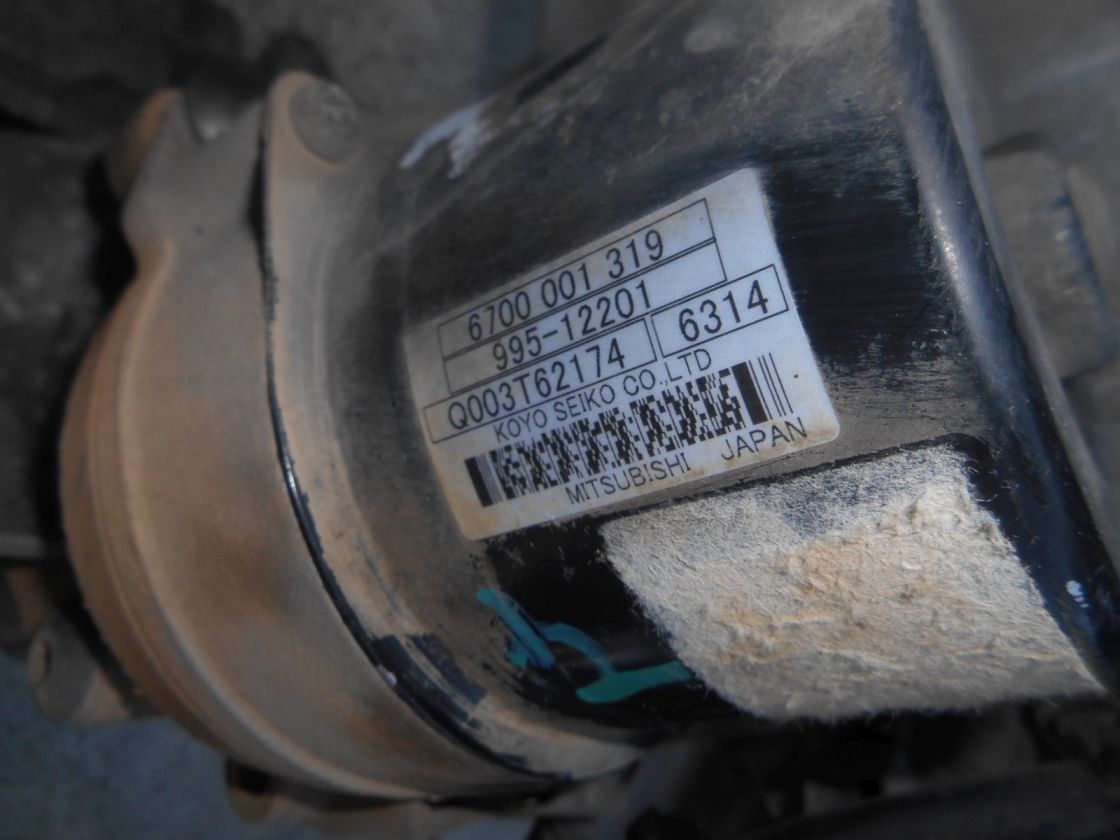 6700 001 319
995-12201
Q003T62174 6314
KOYO SEIKO CO.,LTD
MITSUBISHI JAPAN